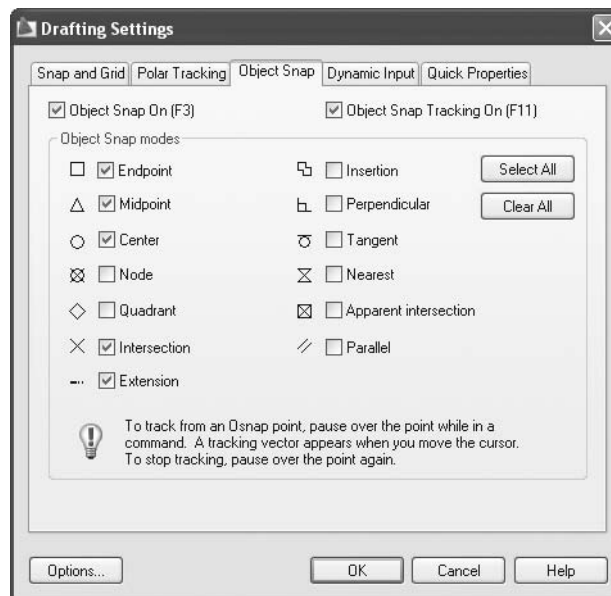 Drafting Settings
Snap and Grid Polar Tracking Object Snap Dynamic Input Quick Properties
Object Snap On (F3) Object Snap Tracking On (F11)
Object Snap modes
Endpoint Insertion Select All
Midpoint Perpendicular Clear All
Center Tangent
Node Nearest
Quadrant Apparent intersection
Intersection Parallel
Extension
To track from an Osnap point, pause over the point while in a
command. A tracking vector appears when you move the cursor.
To stop tracking, pause over the point again.
Options... OK Cancel Help